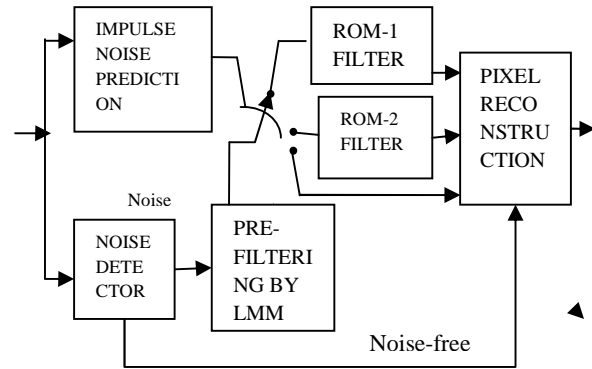 IMPULSE
NOISE
PREDICTI
ON
ROM-1
FILTER
PIXEL
RECO
NSTRU
CTION
ROM-2
FILTER
Noise
NOISE
DETE
CTOR
PRE-
FILTERI
NG BY
LMM
Noise-free